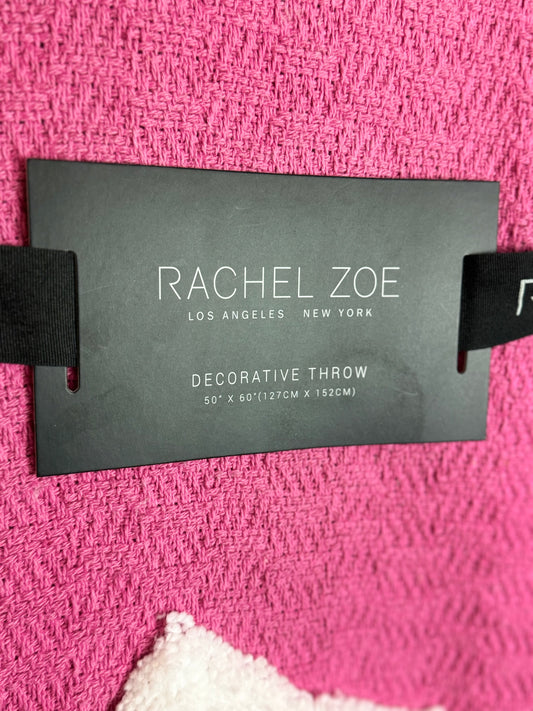 RACHEL ZOE
LOS ANGELES NEW YORK
DECORATIVE THROW
50" X 60"(127CM X 152CM)